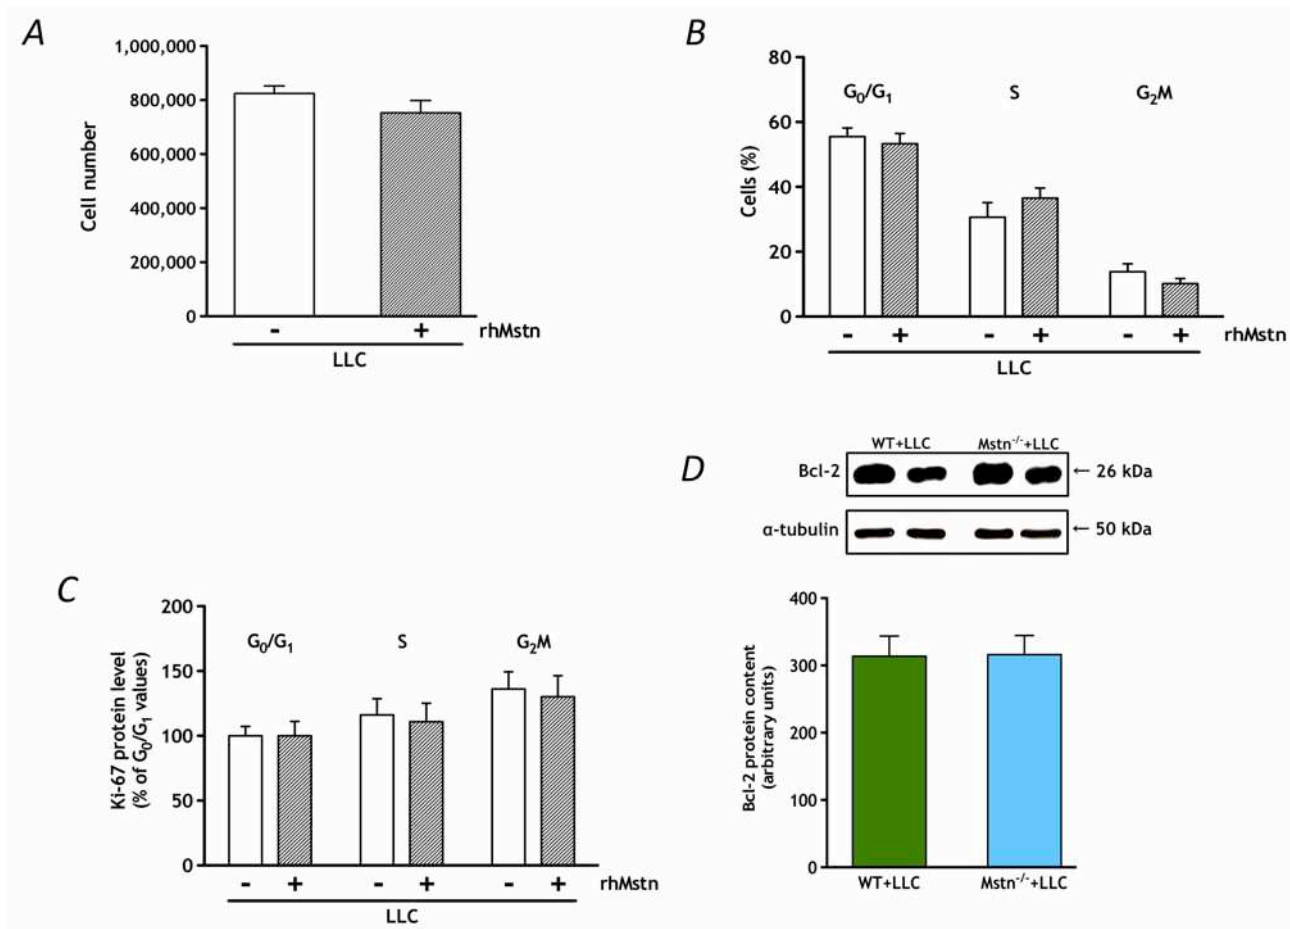 A
1,000,000
800,000
600,000
400,000
200,000
0
Cell number
- + rhMstn
LLC
B
80
60
40
20
0
Cells (%)
G0/G1 S G2M
- + - + - + rhMstn
LLC
C
200
150
100
50
0
Ki-67 protein level
(% of G0/G1 values)
G0/G1 S G2M
- + - + - + rhMstn
LLC
D
WT+LLC Mstn-/-+LLC
Bcl-2 ← 26 kDa
α-tubulin ← 50 kDa
400
300
200
100
0
Bcl-2 protein content
(arbitrary units)
WT+LLC Mstn-/-+LLC